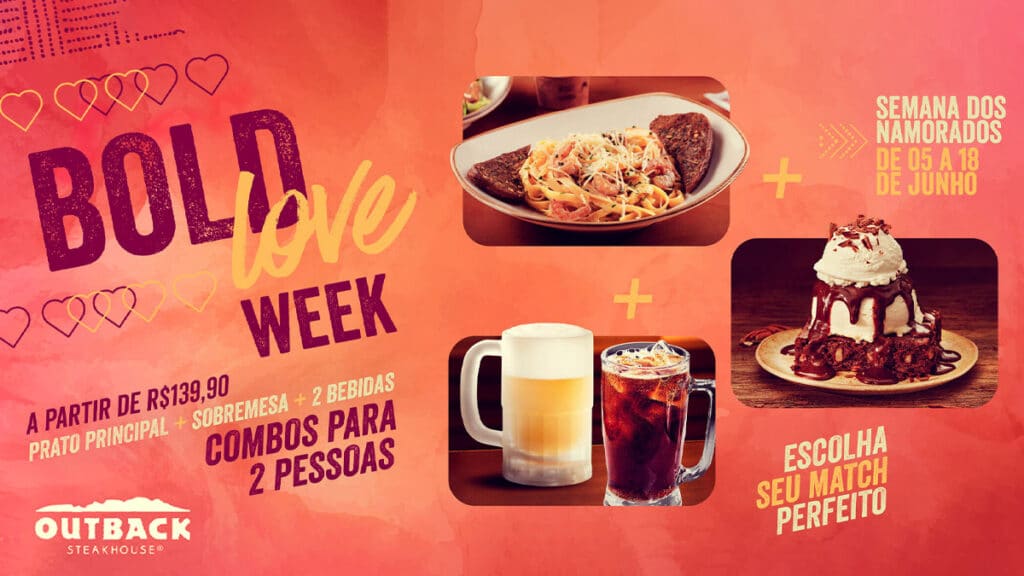 BOLD
love
WEEK
A PARTIR DE R$139,90
PRATO PRINCIPAL + SOBREMESA + 2 BEBIDAS
COMBOS PARA
2 PESSOAS
OUTBACK
STEAKHOUSE®
+
+
SEMANA DOS
NAMORADOS
DE 05 A 18
DE JUNHO
ESCOLHA
SEU MATCH
PERFEITO